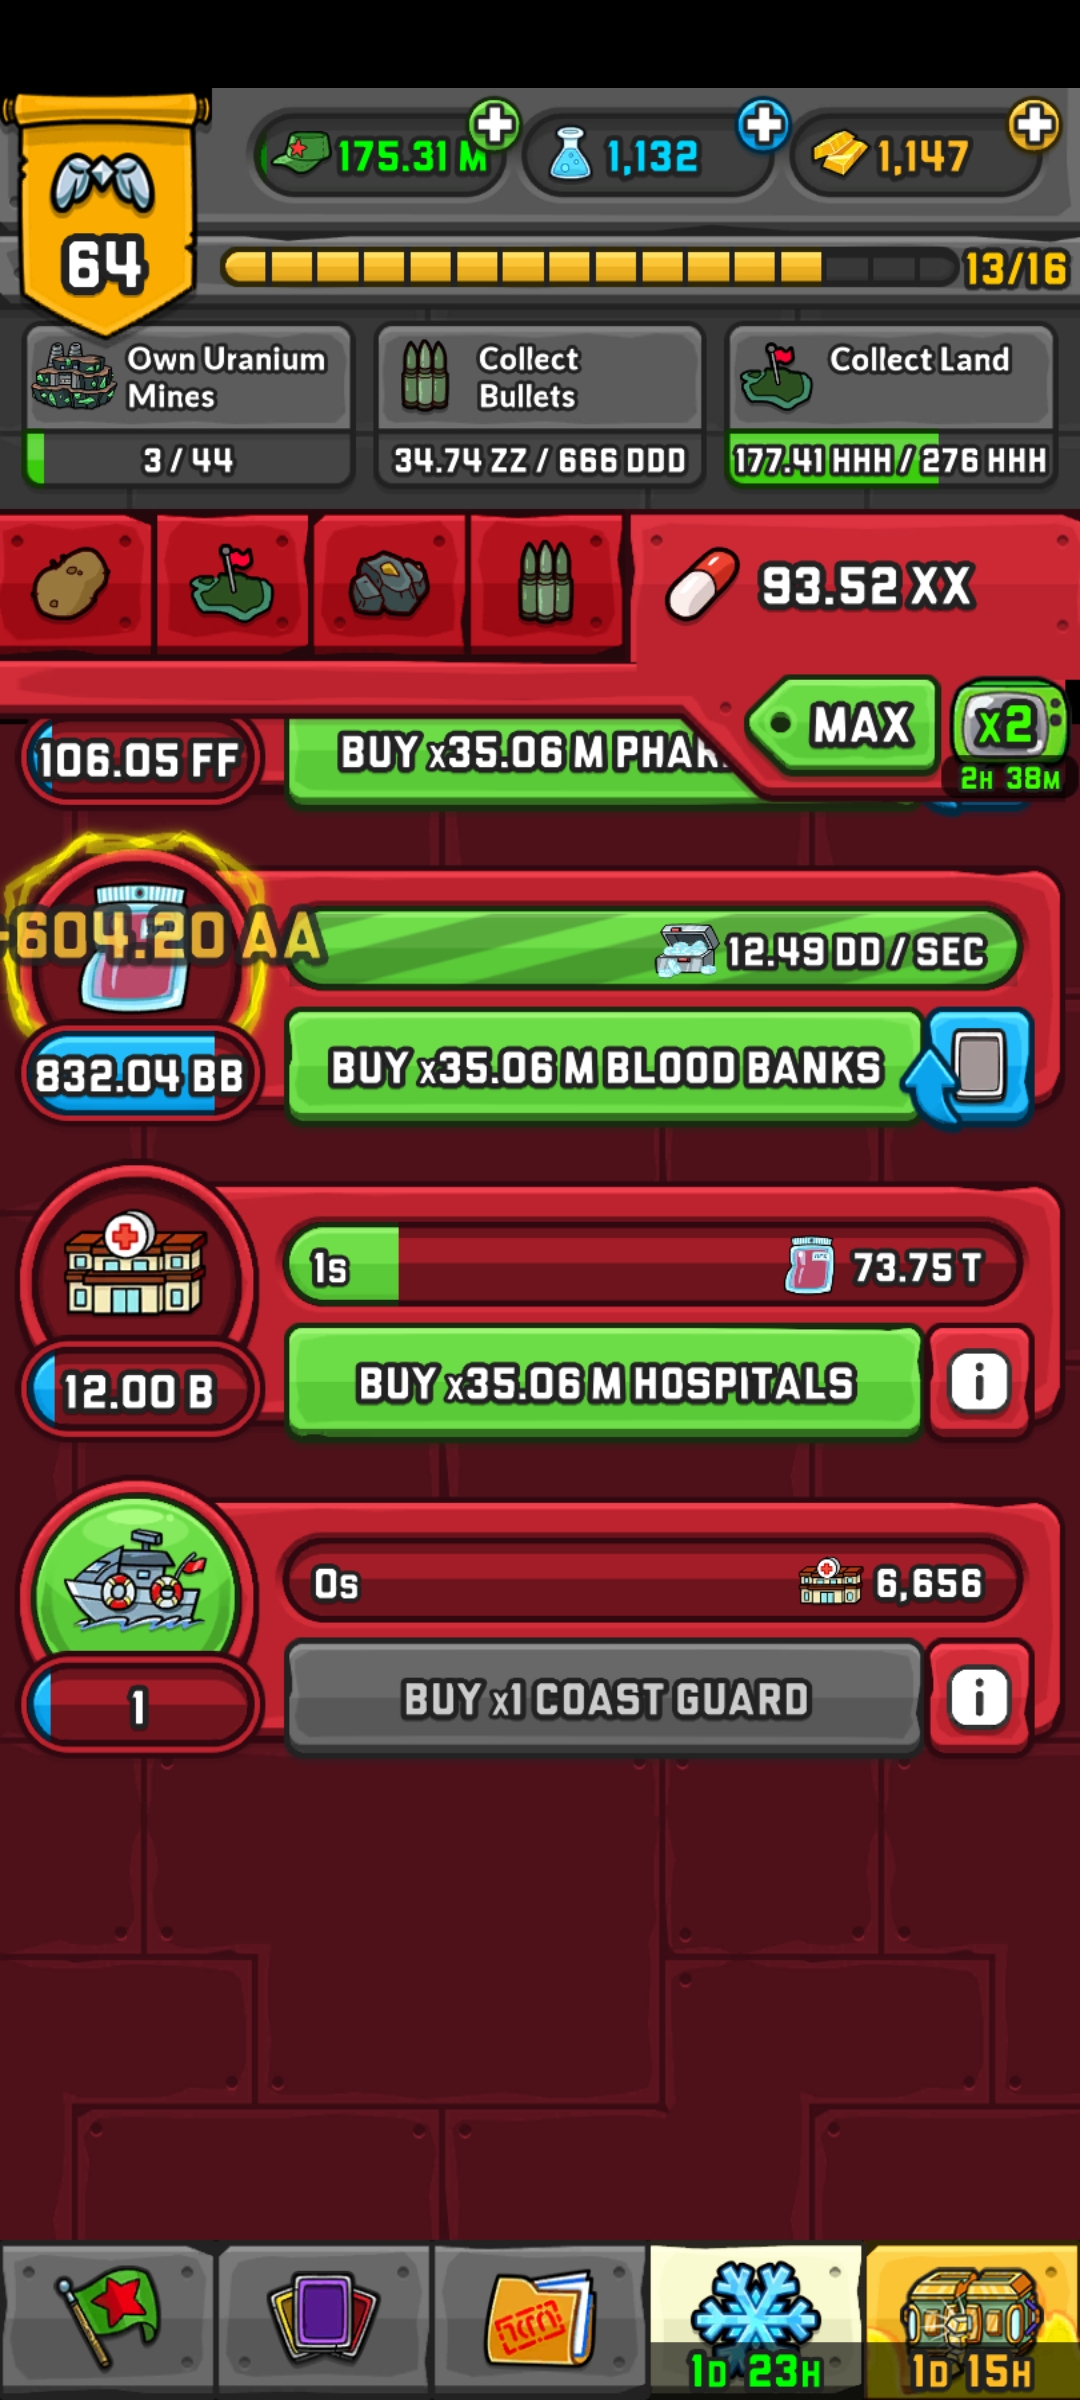 175.31 M
1,132
1,147
64
13/16
Own Uranium
Mines
3 / 44
Collect
Bullets
34.74 ZZ / 666 DDD
Collect Land
177.41 HHH / 276 HHH
93.52 XX
MAX
x2
2H 38M
106.05 FF
BUY x35.06 M PHAR
-604.20 AA
12.49 DD / SEC
832.04 BB
BUY x35.06 M BLOOD BANKS
1s
73.75 T
12.00 B
BUY x35.06 M HOSPITALS
0s
6,656
1
BUY x1 COAST GUARD
1D 23H
1D 15H